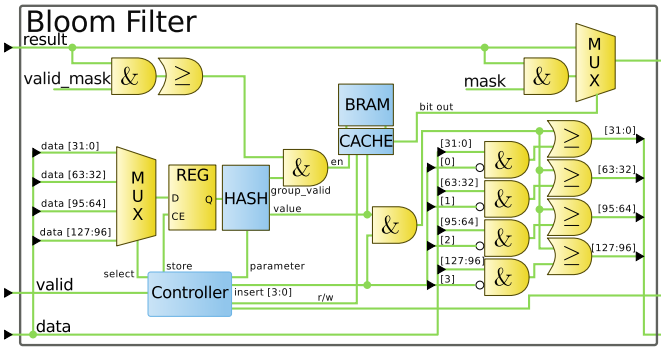 Bloom Filter
result
valid_mask
&
≥
mask
&
M
U
X
BRAM
CACHE
bit out
&
en
group_valid
data [31:0]
data [63:32]
data [95:64]
data [127:96]
M
U
X
REG
D
Q
CE
HASH
value
&
[31:0]
[0]
[63:32]
[1]
[95:64]
[2]
[127:96]
[3]
&
&
&
&
≥
≥
≥
≥
[31:0]
[63:32]
[95:64]
[127:96]
select
store
parameter
valid
Controller
insert [3:0]
r/w
data